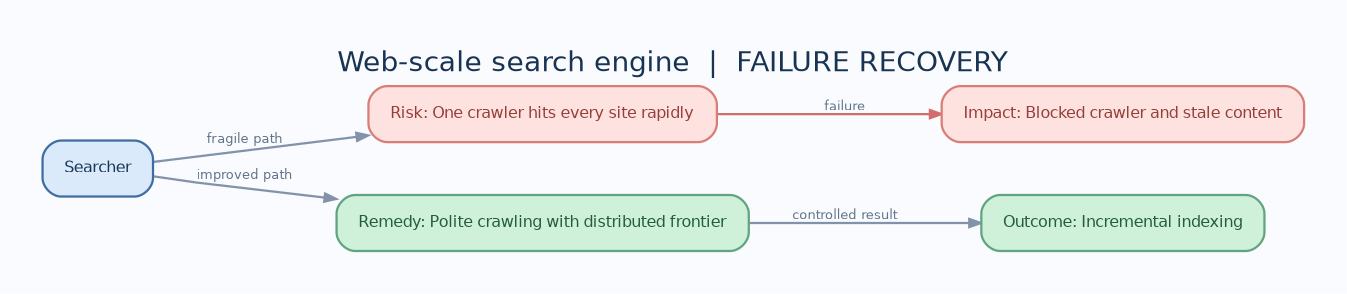 Web-scale search engine | FAILURE RECOVERY
Risk: One crawler hits every site rapidly
failure
Impact: Blocked crawler and stale content
fragile path
Searcher
improved path
Remedy: Polite crawling with distributed frontier
controlled result
Outcome: Incremental indexing